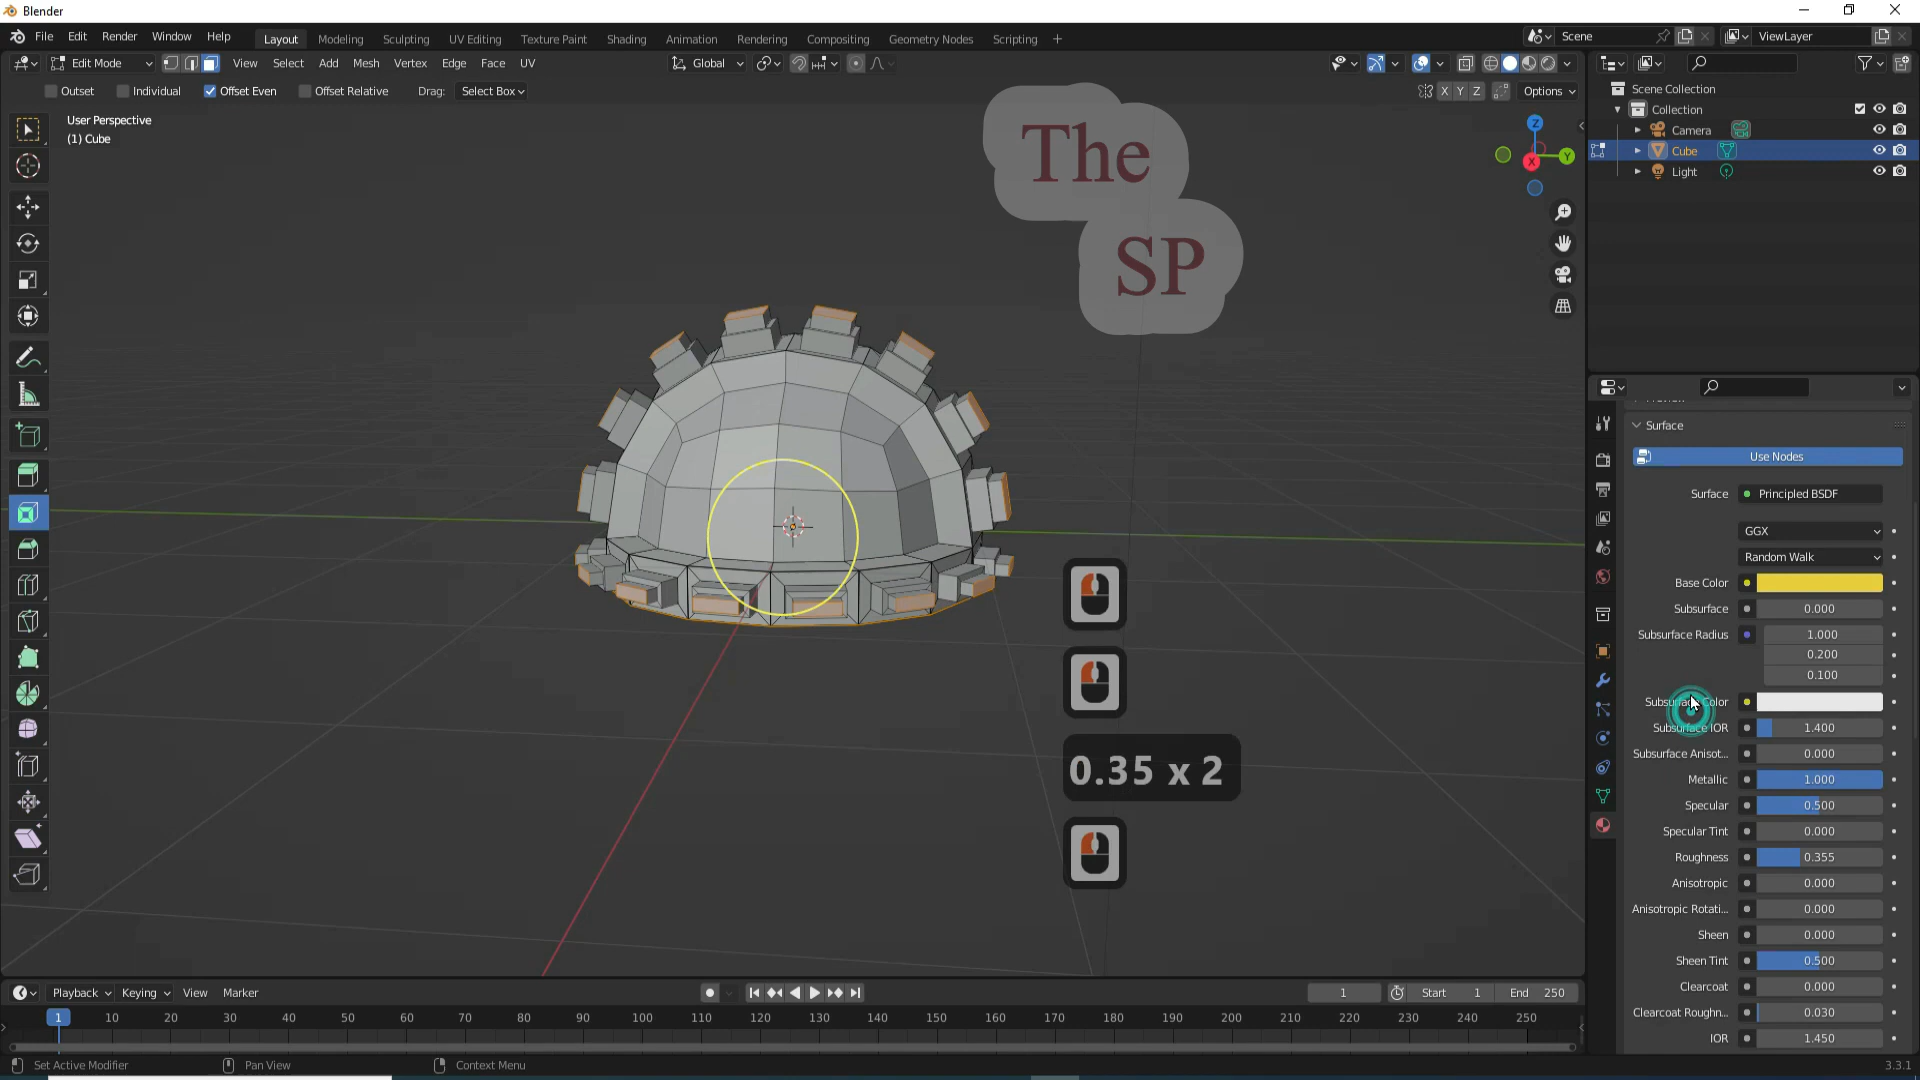 Blender
File Edit Render Window Help
Layout Modeling Sculpting UV Editing Texture Paint Shading Animation Rendering Compositing Geometry Nodes Scripting +
Scene
ViewLayer
Edit Mode View Select Add Mesh Vertex Edge Face UV
Global
Outset Individual Offset Even Offset Relative Drag: Select Box
X Y Z Options
User Perspective
(1) Cube
The
SP
Z
Y
X
0.35 x 2
Scene Collection
Collection
Camera
Cube
Light
Surface
Use Nodes
Surface Principled BSDF
GGX
Random Walk
Base Color
Subsurface 0.000
Subsurface Radius 1.000
0.200
0.100
Subsurface Color
Subsurface IOR 1.400
Subsurface Anisot... 0.000
Metallic 1.000
Specular 0.500
Specular Tint 0.000
Roughness 0.355
Anisotropic 0.000
Anisotropic Rotati... 0.000
Sheen 0.000
Sheen Tint 0.500
Clearcoat 0.000
Clearcoat Roughn... 0.030
IOR 1.450
Playback Keying View Marker
1 Start 1 End 250
1 10 20 30 40 50 60 70 80 90 100 110 120 130 140 150 160 170 180 190 200 210 220 230 240 250
Set Active Modifier Pan View Context Menu
3.3.1